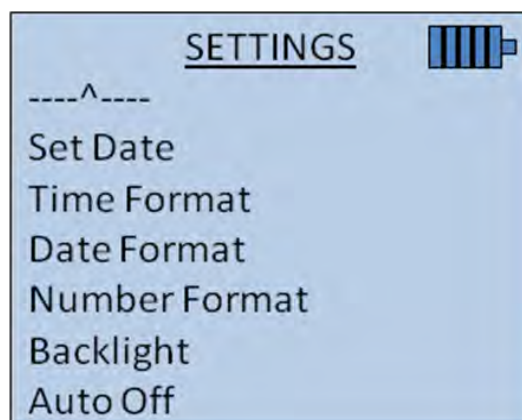 SETTINGS
----^----
Set Date
Time Format
Date Format
Number Format
Backlight
Auto Off